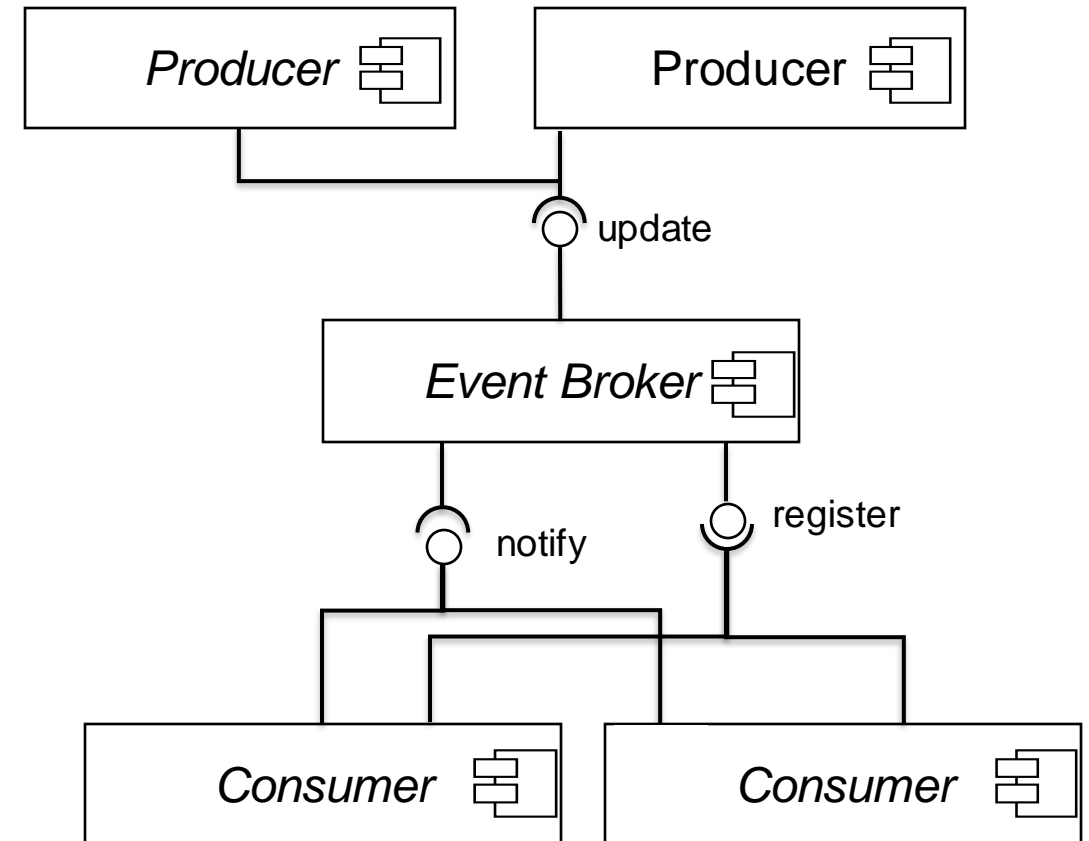 Producer
Producer
update
Event Broker
notify
register
Consumer
Consumer